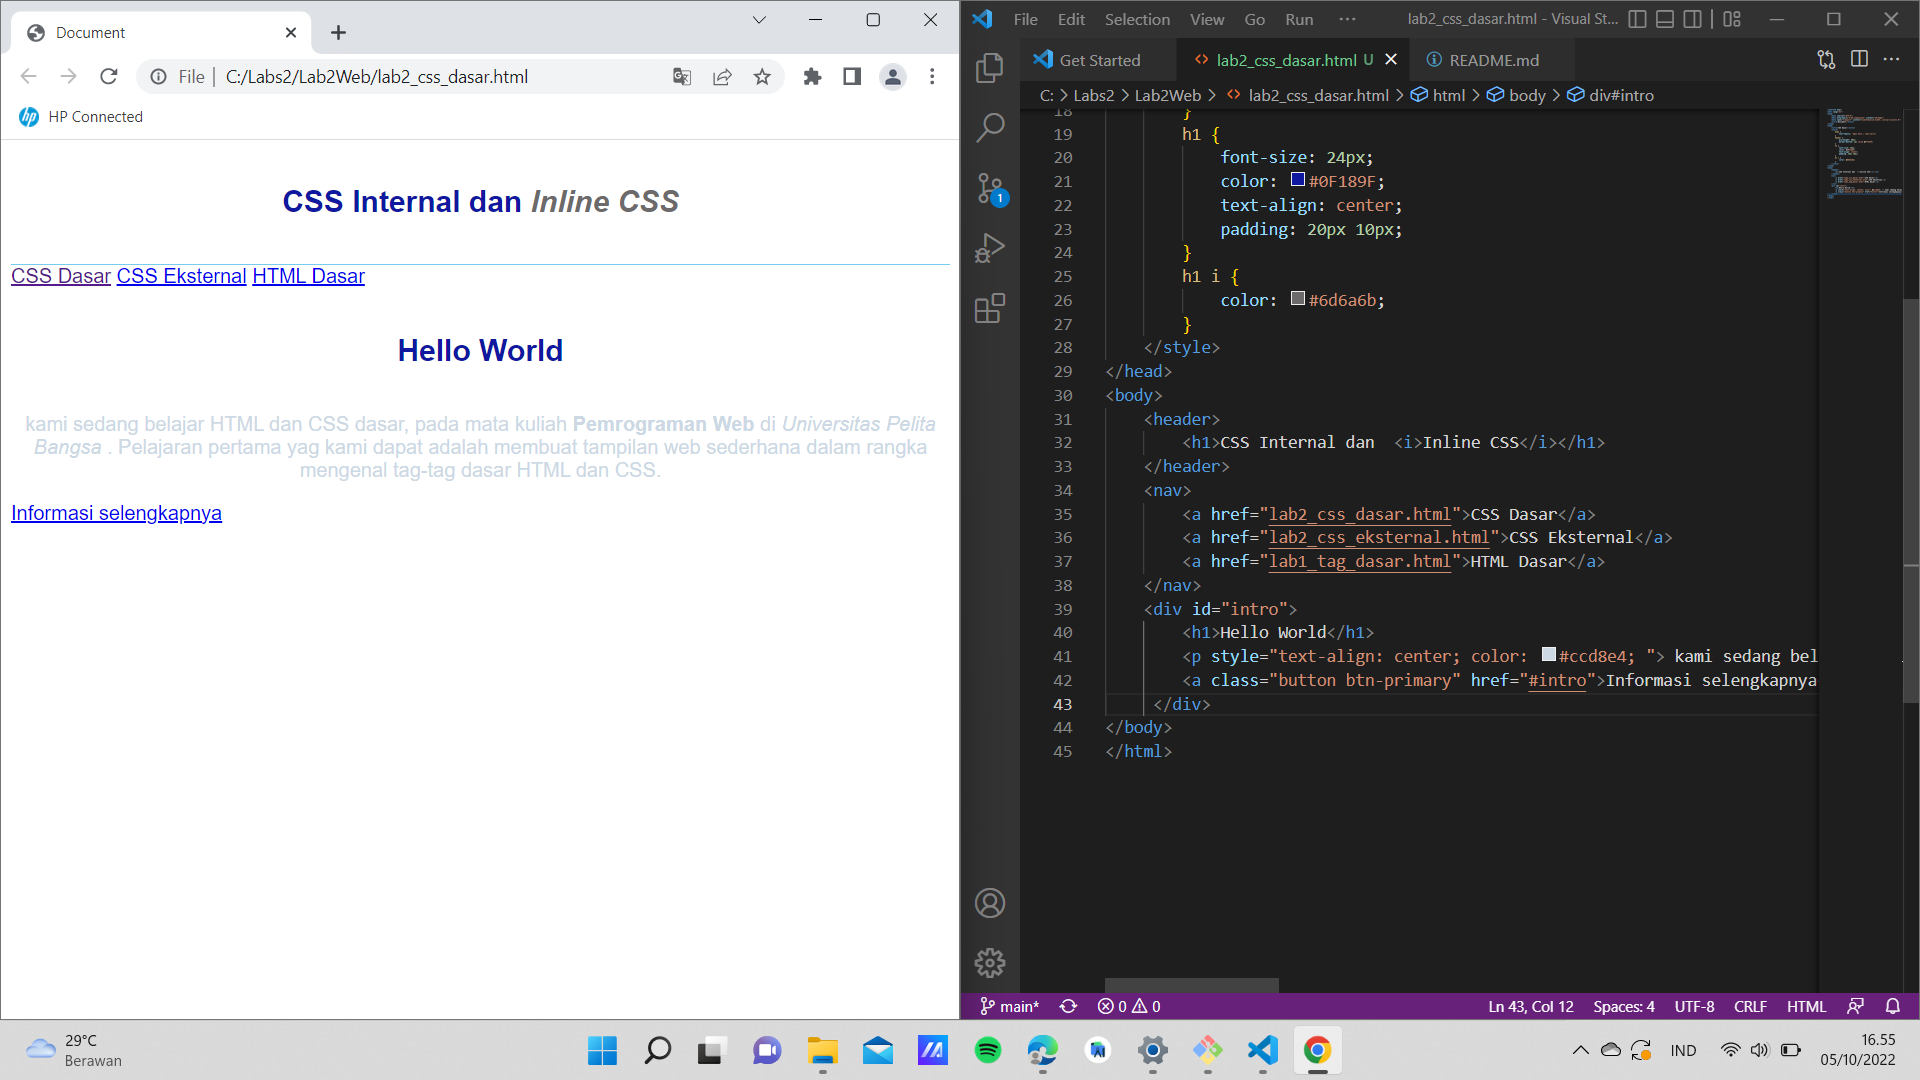 Document
File
C:/Labs2/Lab2Web/lab2_css_dasar.html
HP Connected
CSS Internal dan Inline CSS
CSS Dasar CSS Eksternal HTML Dasar
Hello World
kami sedang belajar HTML dan CSS dasar, pada mata kuliah Pemrograman Web di Universitas Pelita
Bangsa . Pelajaran pertama yag kami dapat adalah membuat tampilan web sederhana dalam rangka
mengenal tag-tag dasar HTML dan CSS.
Informasi selengkapnya
File Edit Selection View Go Run ··· lab2_css_dasar.html - Visual St...
Get Started lab2_css_dasar.html U README.md
C: > Labs2 > Lab2Web > lab2_css_dasar.html > html > body > div#intro
1
18 }
19 h1 {
20 font-size: 24px;
21 color: #0F189F;
22 text-align: center;
23 padding: 20px 10px;
24 }
25 h1 i {
26 color: #6d6a6b;
27 }
28 </style>
29 </head>
30 <body>
31 <header>
32 <h1>CSS Internal dan  <i>Inline CSS</i></h1>
33 </header>
34 <nav>
35 <a href="lab2_css_dasar.html">CSS Dasar</a>
36 <a href="lab2_css_eksternal.html">CSS Eksternal</a>
37 <a href="lab1_tag_dasar.html">HTML Dasar</a>
38 </nav>
39 <div id="intro">
40 <h1>Hello World</h1>
41 <p style="text-align: center; color: #ccd8e4; "> kami sedang bel
42 <a class="button btn-primary" href="#intro">Informasi selengkapnya
43 </div>
44 </body>
45 </html>
main* 0 0 Ln 43, Col 12 Spaces: 4 UTF-8 CRLF HTML
29°C
Berawan
IND
16.55
05/10/2022